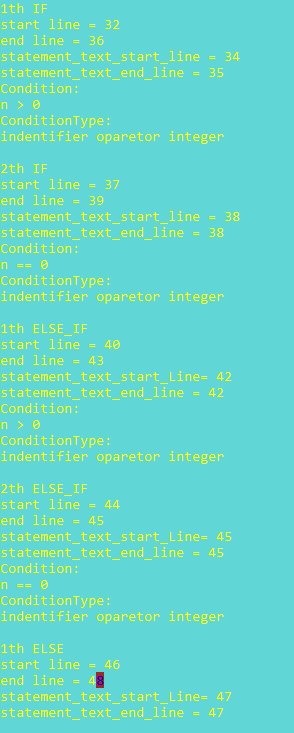 1th IF
start line = 32
end line = 36
statement_text_start_line = 34
statement_text_end_line = 35
Condition:
n > 0
ConditionType:
indentifier oparetor integer

2th IF
start line = 37
end line = 39
statement_text_start_line = 38
statement_text_end_line = 38
Condition:
n == 0
ConditionType:
indentifier oparetor integer

1th ELSE_IF
start line = 40
end line = 43
statement_text_start_Line= 42
statement_text_end_line = 42
Condition:
n > 0
ConditionType:
indentifier oparetor integer

2th ELSE_IF
start line = 44
end line = 45
statement_text_start_Line= 45
statement_text_end_line = 45
Condition:
n == 0
ConditionType:
indentifier oparetor integer

1th ELSE
start line = 46
end line = 48
statement_text_start_Line= 47
statement_text_end_line = 47